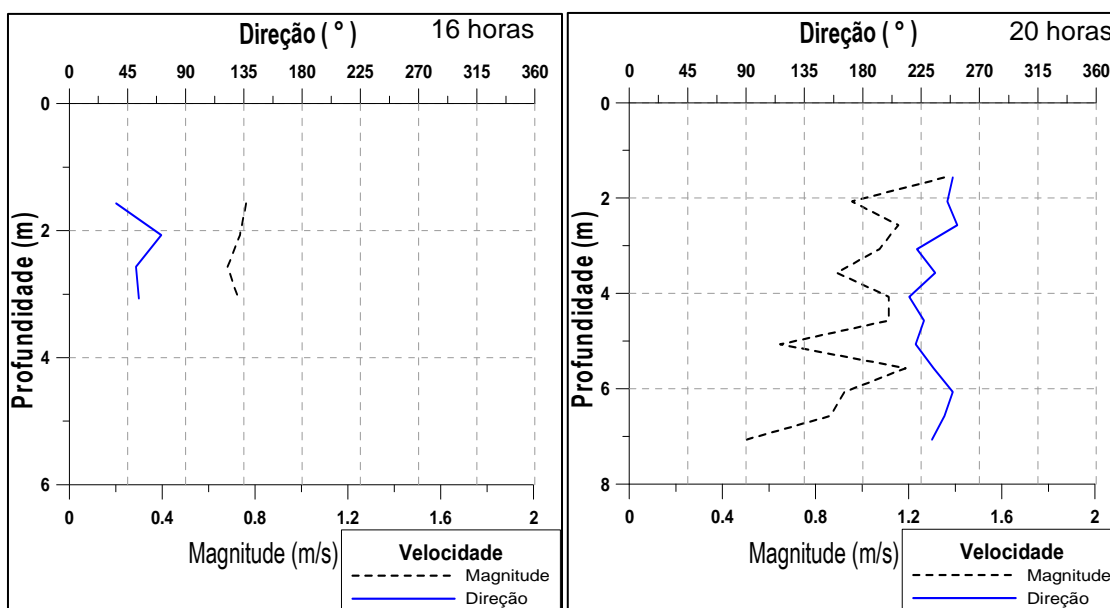 Direção ( ° ) 16 horas
0 45 90 135 180 225 270 315 360
0
2
4
6
Profundidade (m)
0 0.4 0.8 1.2 1.6 2
Magnitude (m/s)
Velocidade
Magnitude
Direção
Direção ( ° ) 20 horas
0 45 90 135 180 225 270 315 360
0
2
4
6
8
Profundidade (m)
0 0.4 0.8 1.2 1.6 2
Magnitude (m/s)
Velocidade
Magnitude
Direção